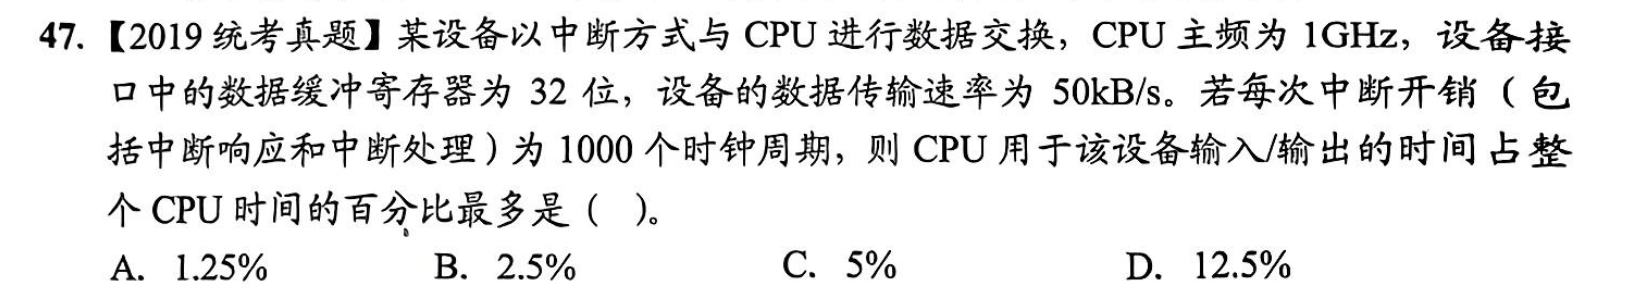 47.【2019统考真题】某设备以中断方式与 CPU 进行数据交换，CPU 主频为 1GHz，设备接
口中的数据缓冲寄存器为 32 位，设备的数据传输速率为 50kB/s。若每次中断开销（包
括中断响应和中断处理）为 1000 个时钟周期，则 CPU 用于该设备输入/输出的时间占整
个 CPU 时间的百分比最多是（ ）。
A. 1.25% B. 2.5% C. 5% D. 12.5%